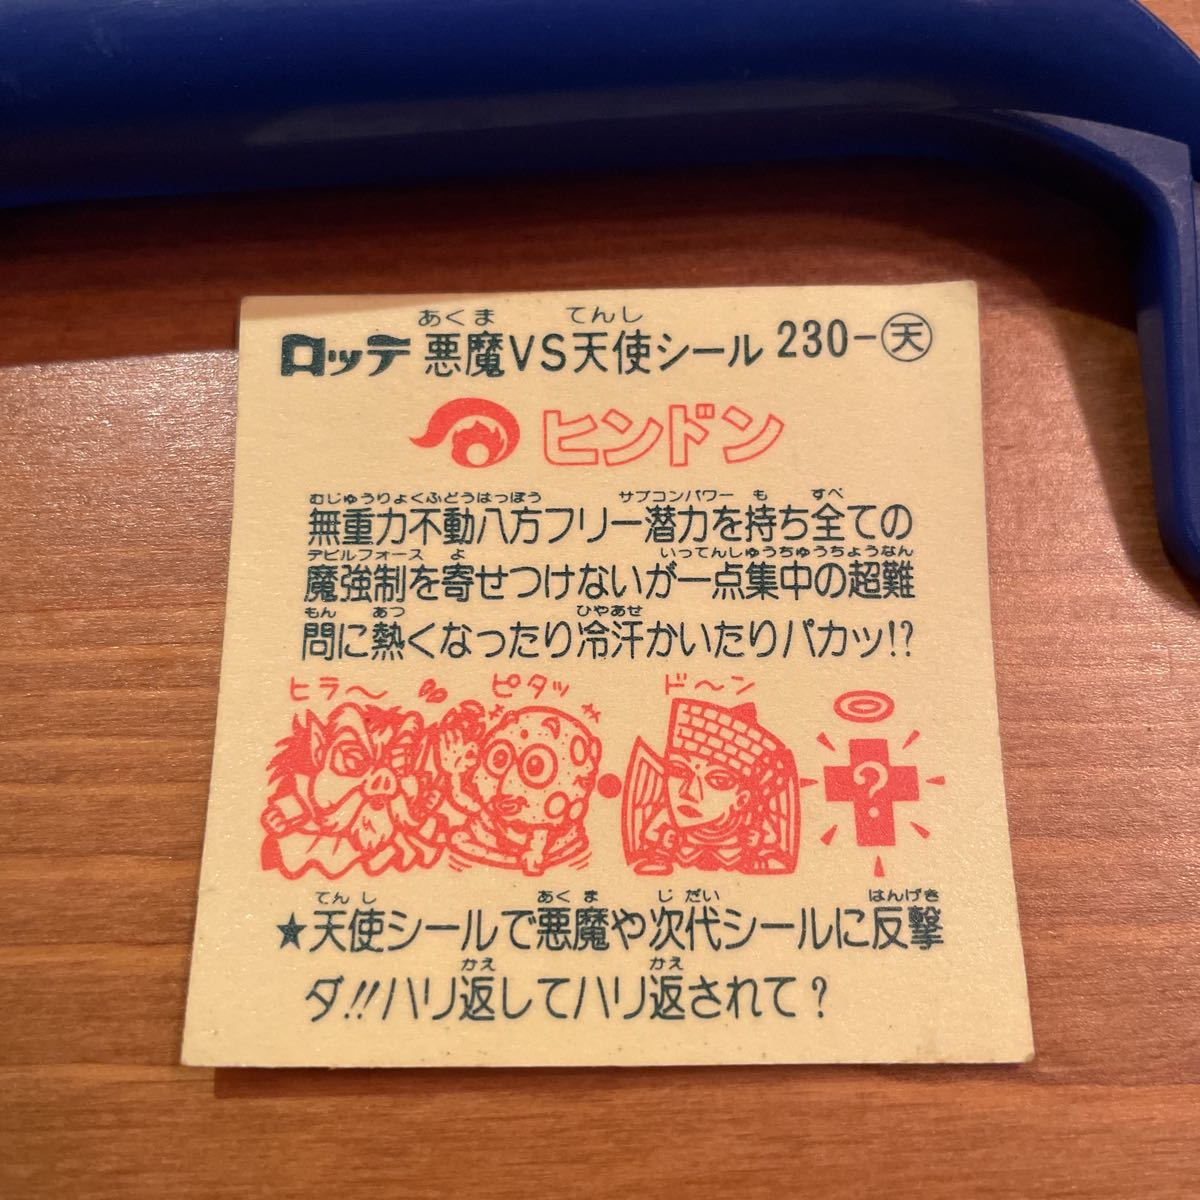 あくま てんし
ロッテ 悪魔VS天使シール 230-天
ヒンドン
むじゅうりょくふどうはっぽう サブコンパワー も すべ
無重力不動八方フリー潜力を持ち全ての
デビルフォース よ いってんしゅうちゅうちょうなん
魔強制を寄せつけないが一点集中の超難
もん あつ ひやあせ
問に熱くなったり冷汗かいたりパカッ!?
ヒラ〜 ピタッ ド〜ン
?
てんし あくま じだい はんげき
★天使シールで悪魔や次代シールに反撃
かえ かえ
ダ!!ハリ返してハリ返されて?